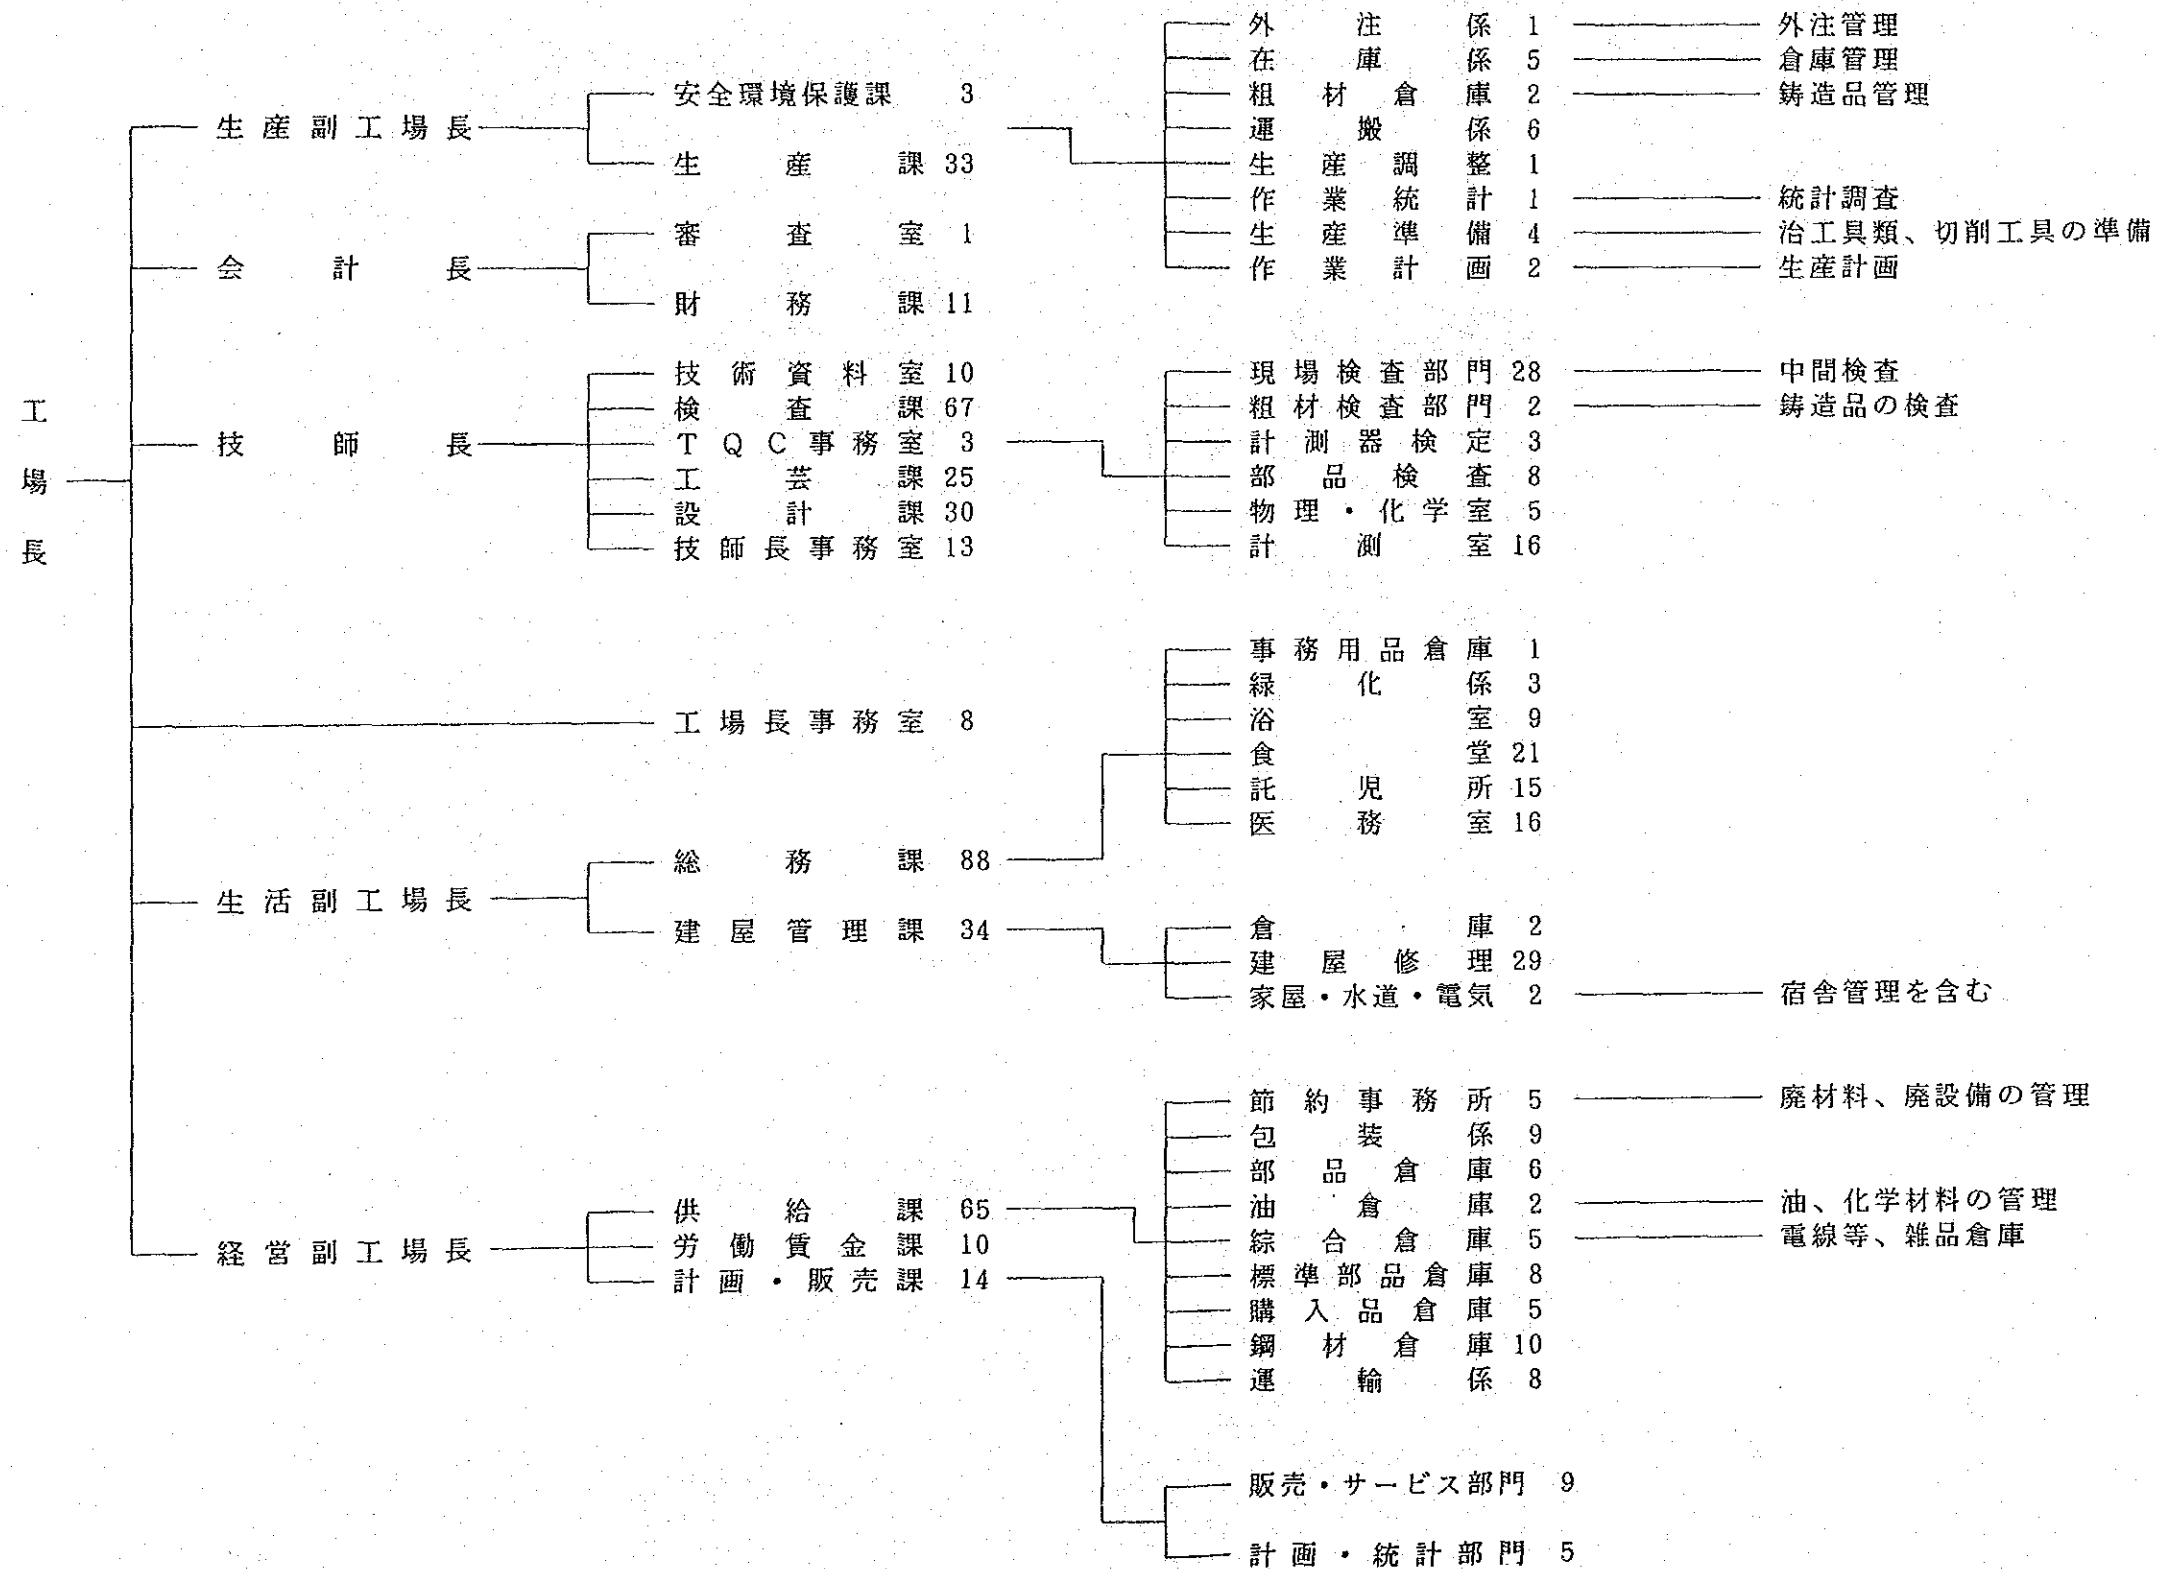 工場長
生産副工場長
安全環境保護課 3
生産課 33
外注係 1 外注管理
在庫係 5 倉庫管理
粗材倉庫 2 鋳造品管理
運搬係 6
生産調整 1
作業統計 1 統計調査
生産準備 4 治工具類、切削工具の準備
作業計画 2 生産計画
会計長
審査室 1
財務課 11
技師長
技術資料室 10
検査課 67
TQC事務室 3
工芸課 25
設計課 30
技師長事務室 13
現場検査部門 28 中間検査
粗材検査部門 2 鋳造品の検査
計測器検定 3
部品検査 8
物理・化学室 5
計測室 16
工場長事務室 8
生活副工場長
総務課 88
建屋管理課 34
事務用品倉庫 1
緑化係 3
浴室 9
食堂 21
託児所 15
医務室 16
倉庫 2
建屋修理 29
家屋・水道・電気 2 宿舎管理を含む
経営副工場長
供給課 65
労働賃金課 10
計画・販売課 14
節約事務所 5 廃材料、廃設備の管理
包装係 9
部品倉庫 6
油倉庫 2 油、化学材料の管理
綜合倉庫 5 電線等、雑品倉庫
標準部品倉庫 8
購入品倉庫 5
鋼材倉庫 10
運輸係 8
販売・サービス部門 9
計画・統計部門 5